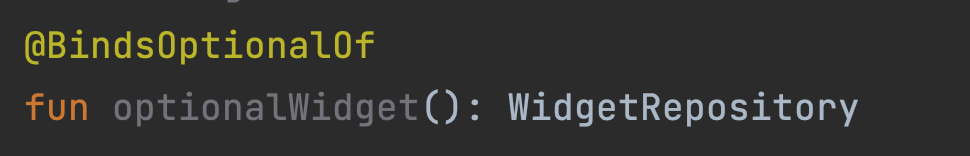 @BindsOptionalOf
fun optionalWidget(): WidgetRepository